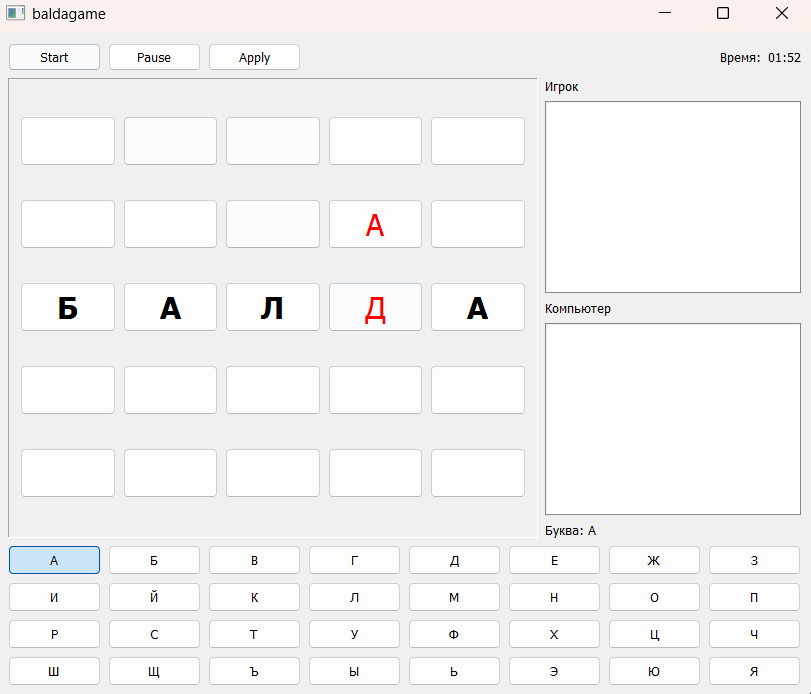 baldagame
Start Pause Apply Время: 01:52
Игрок
А
Б А Л Д А
Компьютер
Буква: А
А Б В Г Д Е Ж З
И Й К Л М Н О П
Р С Т У Ф Х Ц Ч
Ш Щ Ъ Ы Ь Э Ю Я